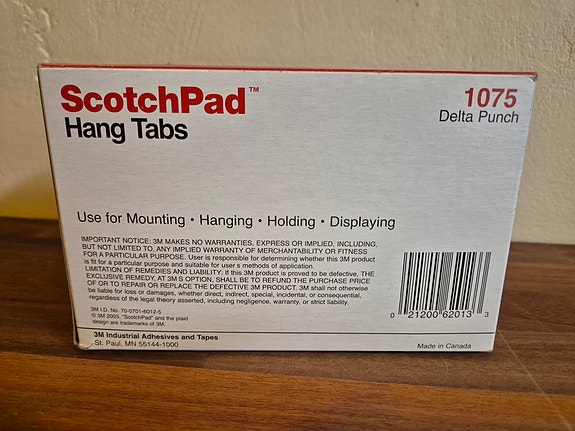 ScotchPad™
Hang Tabs
1075
Delta Punch
Use for Mounting • Hanging • Holding • Displaying
IMPORTANT NOTICE: 3M MAKES NO WARRANTIES, EXPRESS OR IMPLIED, INCLUDING,
BUT NOT LIMITED TO, ANY IMPLIED WARRANTY OF MERCHANTABILITY OR FITNESS
FOR A PARTICULAR PURPOSE. User is responsible for determining whether this 3M product
is fit for a particular purpose and suitable for user s methods of application.
LIMITATION OF REMEDIES AND LIABILITY: If this 3M product is proved to be defective, THE
EXCLUSIVE REMEDY, AT 3M S OPTION, SHALL BE TO REFUND THE PURCHASE PRICE
OF OR TO REPAIR OR REPLACE THE DEFECTIVE 3M PRODUCT. 3M shall not otherwise
be liable for loss or damages, whether direct, indirect, special, incidental, or consequential,
regardless of the legal theory asserted, including negligence, warranty, or strict liability.
3M I.D. No. 70-0701-6012-5
© 3M 2003. "ScotchPad" and the plaid
design are trademarks of 3M.
0 21200 62013 3
3M Industrial Adhesives and Tapes
St. Paul, MN 55144-1000
Made in Canada